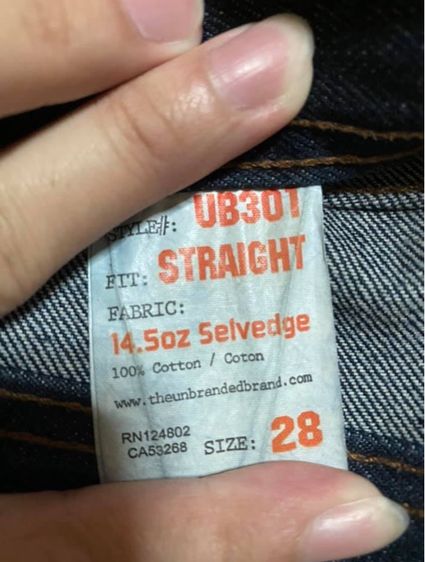 STYLE#: UB301
FIT: STRAIGHT
FABRIC:
14.5oz Selvedge
100% Cotton / Coton
www.theunbrandedbrand.com
RN124802
CA53268 SIZE: 28